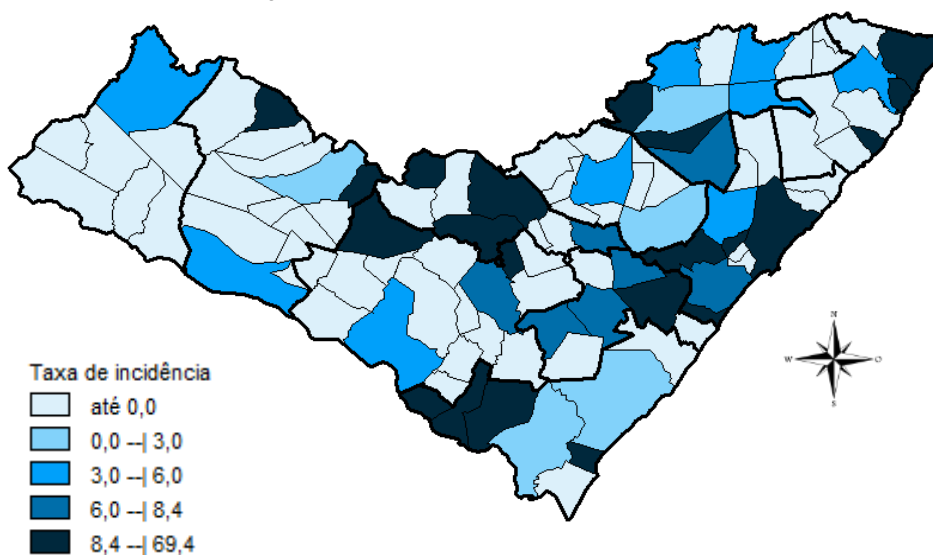 N
W
O
S
Taxa de incidência
até 0,0
0,0 --| 3,0
3,0 --| 6,0
6,0 --| 8,4
8,4 --| 69,4